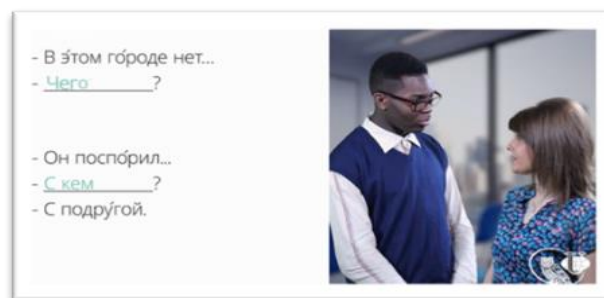 - В э́том го́роде нет...
- Чего?
- Он поспо́рил...
- С кем?
- С подру́гой.